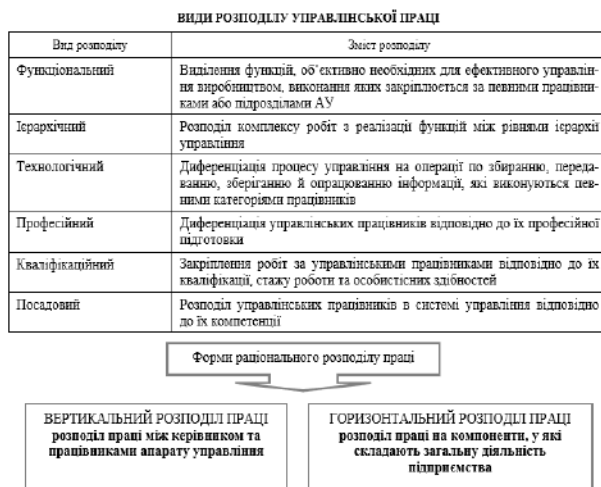 ВИДИ РОЗПОДІЛУ УПРАВЛІНСЬКОЇ ПРАЦІ
Вид розподілу
Зміст розподілу
Функціональний
Виділення функцій, об’єктивно необхідних для ефективного управлін-
ня виробництвом, виконання яких закріплюється за певними працівни-
ками або підрозділами АУ
Ієрархічний
Розподіл комплексу робіт з реалізації функцій між рівнями ієрархії
управління
Технологічний
Диференціація процесу управління на операції по збиранню, переда-
ванню, зберіганню й опрацюванню інформації, які виконуються пев-
ними категоріями працівників
Професійний
Диференціація управлінських працівників відповідно до їх професійної
підготовки
Кваліфікаційний
Закріплення робіт за управлінськими працівниками відповідно до їх
кваліфікації, стажу роботи та особистісних здібностей
Посадовий
Розподіл управлінських працівників в системі управління відповідно
до їх компетенції
Форми раціонального розподілу праці
ВЕРТИКАЛЬНИЙ РОЗПОДІЛ ПРАЦІ
розподіл праці між керівником та
працівниками апарату управління
ГОРИЗОНТАЛЬНИЙ РОЗПОДІЛ ПРАЦІ
розподіл праці на компоненти, у які
складають загальну діяльність
підприємства